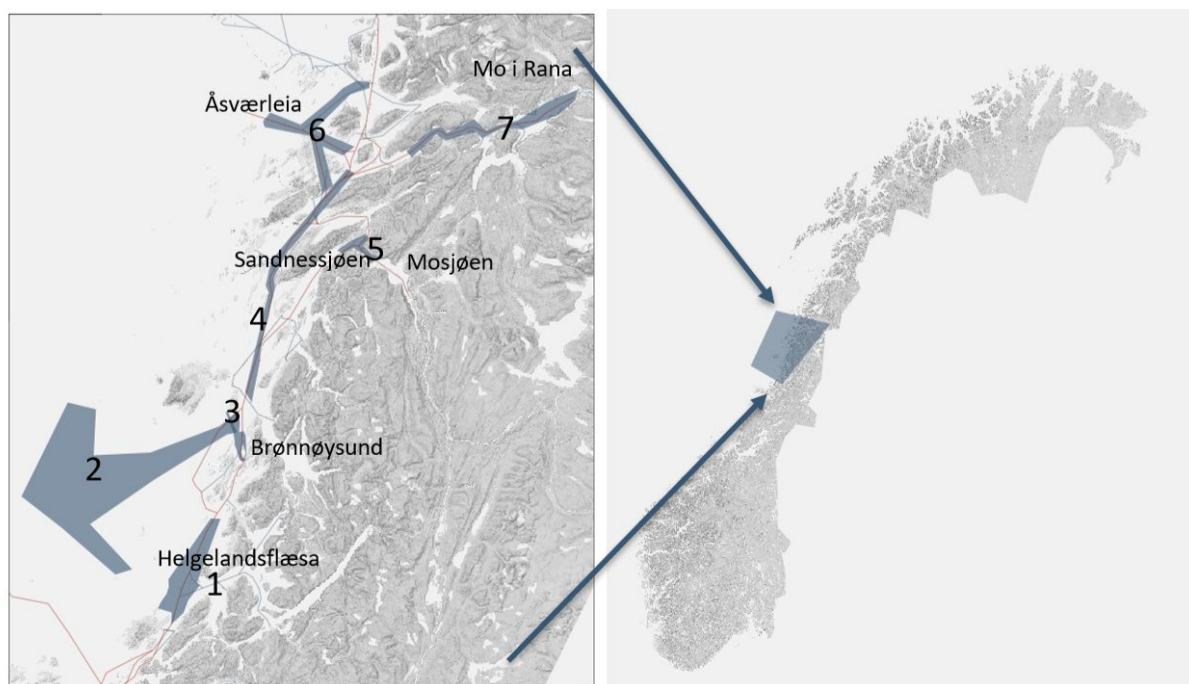 Mo i Rana
Åsværleia
6
7
Sandnessjøen
5
Mosjøen
4
3
Brønnøysund
2
Helgelandsflæsa
1